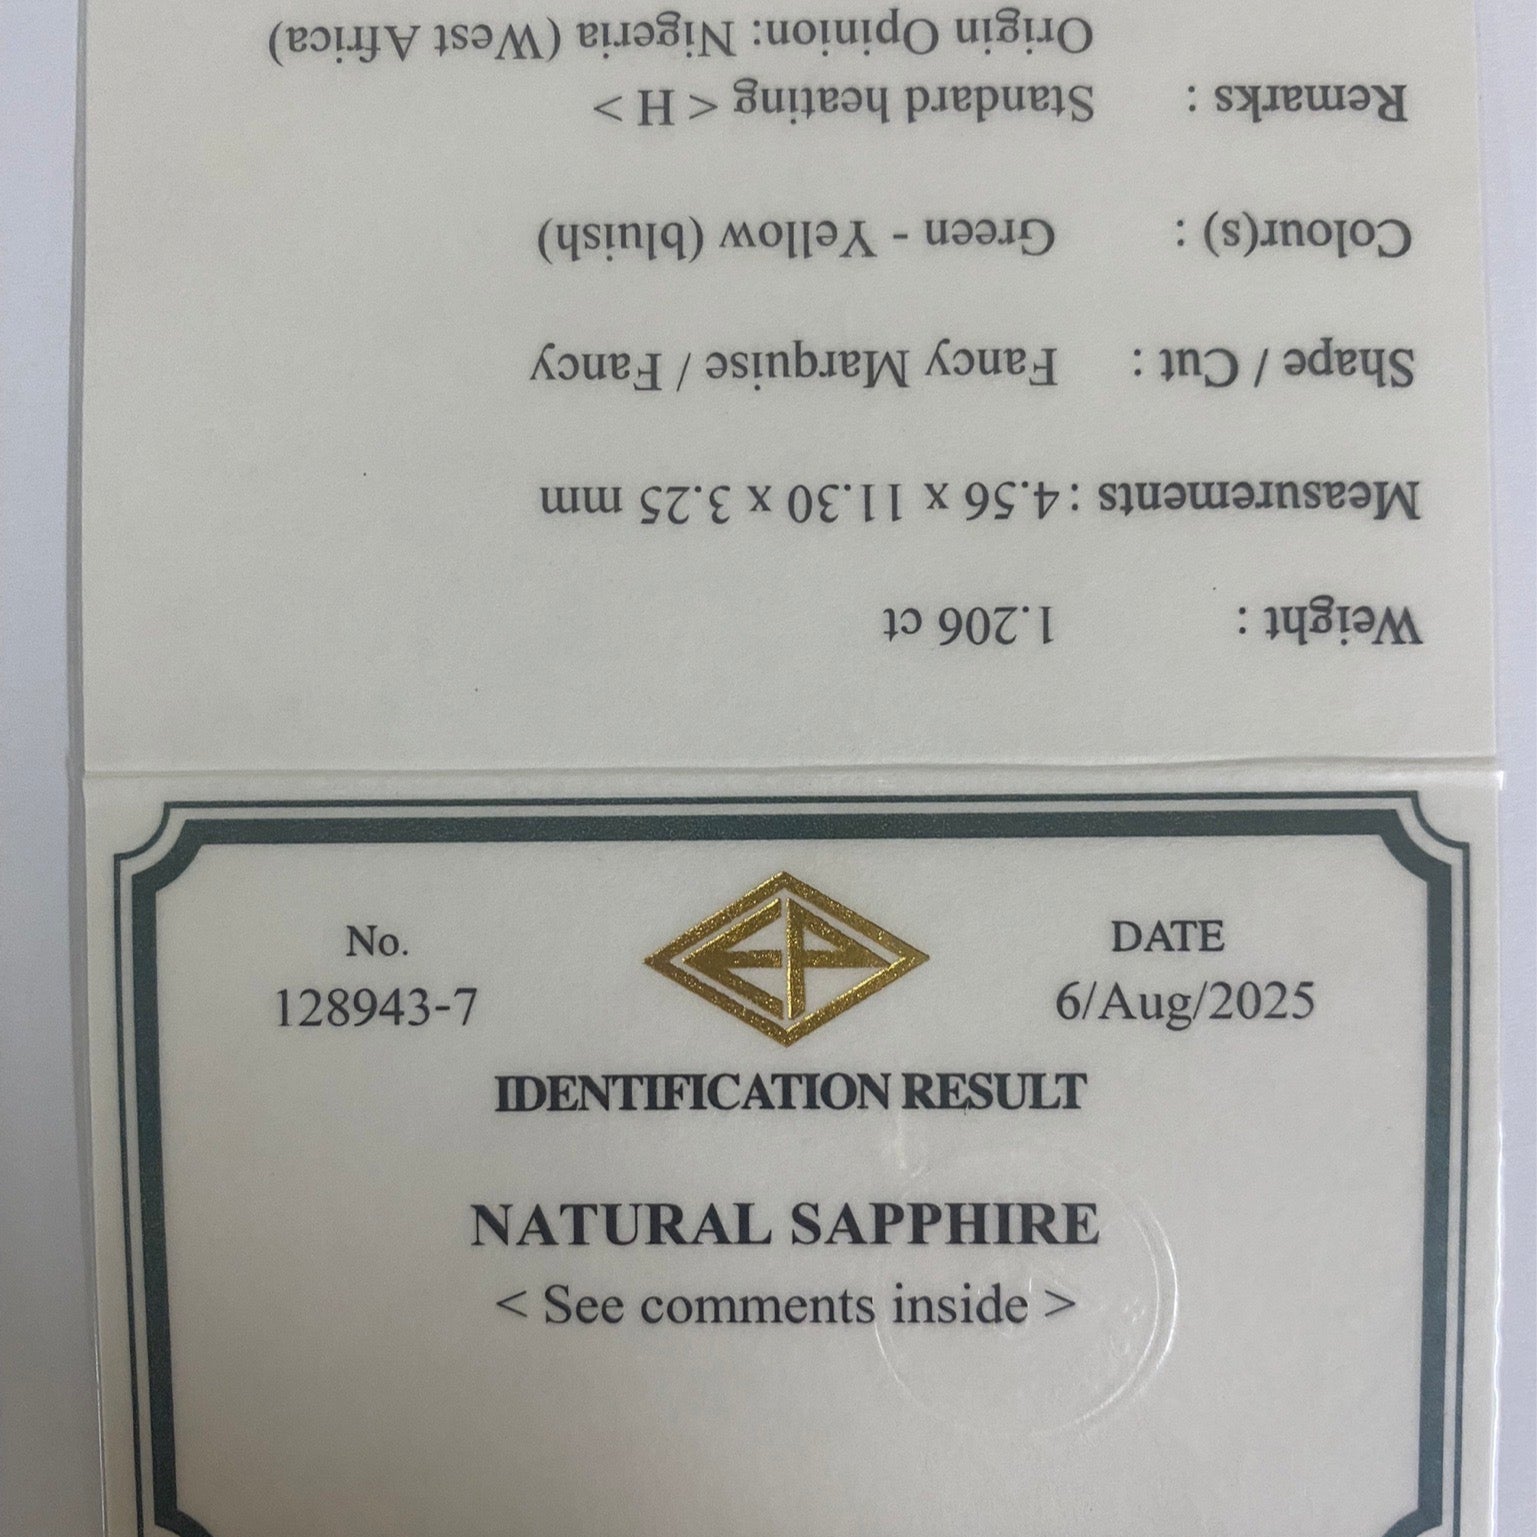 Weight : 1.206 ct
Measurements : 4.56 x 11.30 x 3.25 mm
Shape / Cut : Fancy Marquise / Fancy
Colour(s) : Green - Yellow (bluish)
Remarks : Standard heating < H >
Origin Opinion: Nigeria (West Africa)
No.
128943-7
EP
DATE
6/Aug/2025
IDENTIFICATION RESULT
NATURAL SAPPHIRE
< See comments inside >